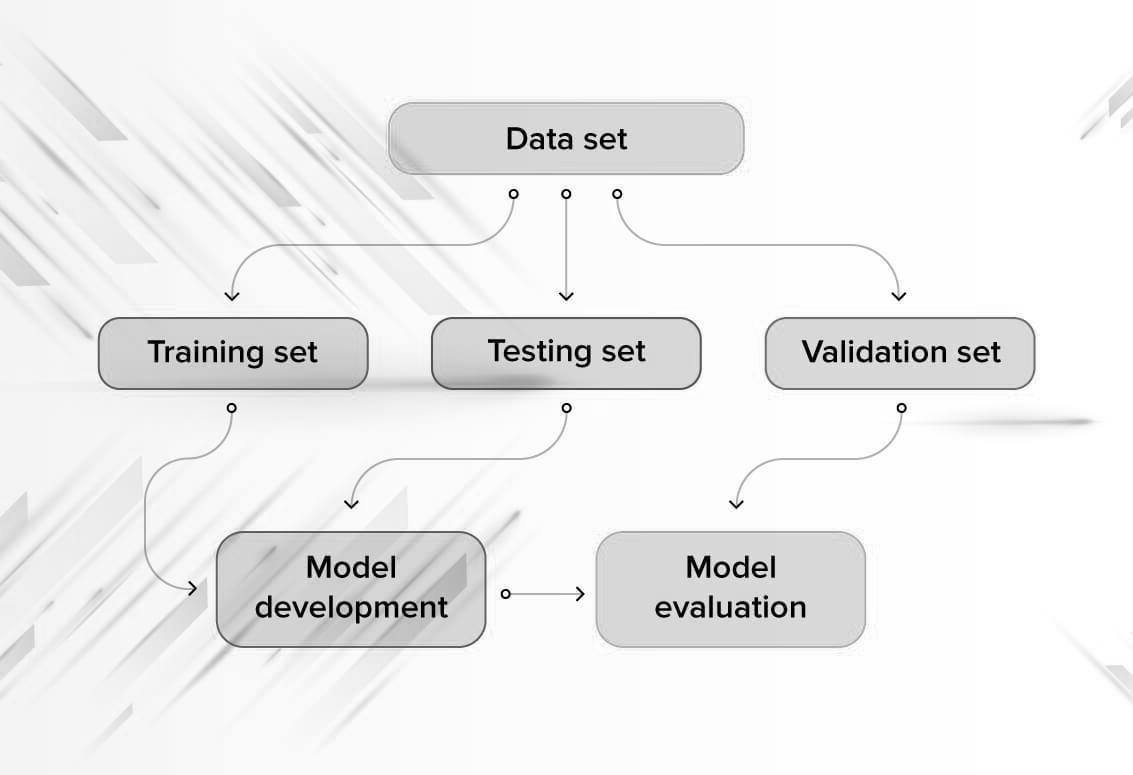 Data set
Training set
Testing set
Validation set
Model
development
Model
evaluation